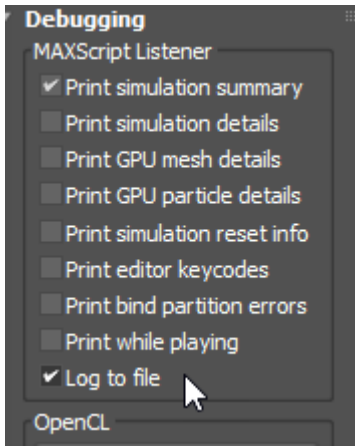 Debugging
MAXScript Listener
Print simulation summary
Print simulation details
Print GPU mesh details
Print GPU particle details
Print simulation reset info
Print editor keycodes
Print bind partition errors
Print while playing
Log to file
OpenCL